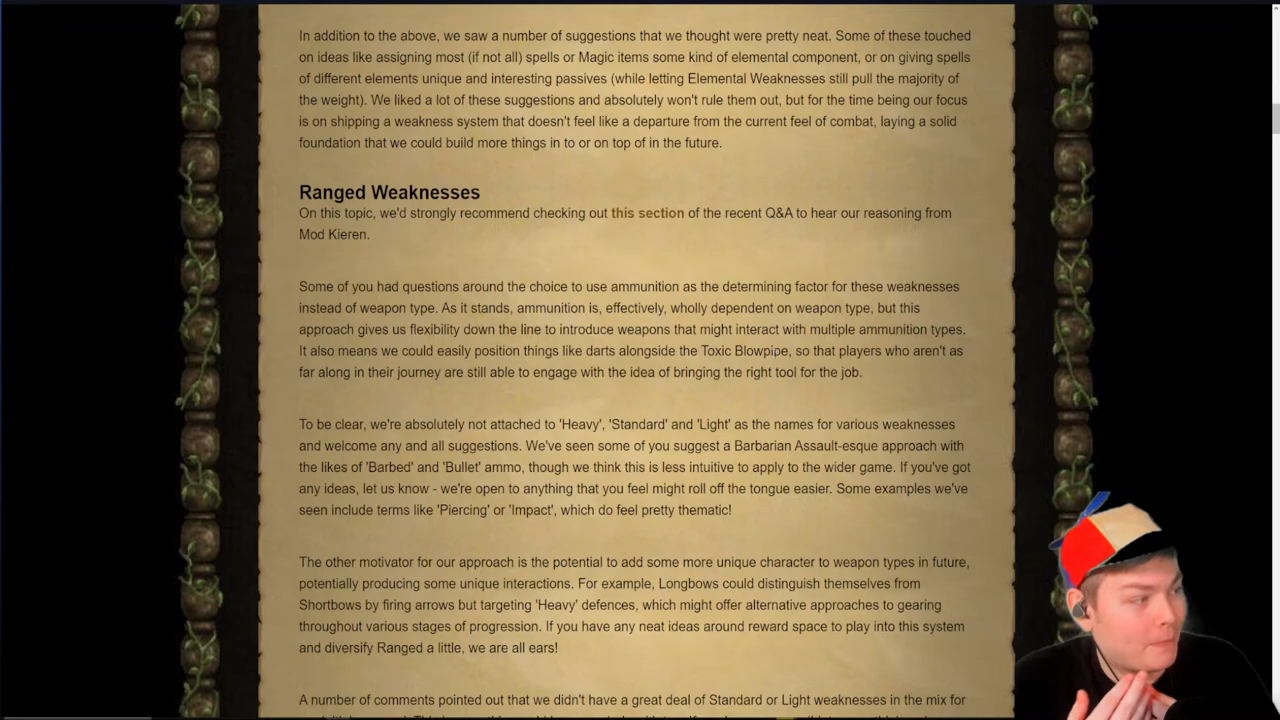 In addition to the above, we saw a number of suggestions that we thought were pretty neat. Some of these touched
on ideas like assigning most (if not all) spells or Magic items some kind of elemental component, or on giving spells
of different elements unique and interesting passives (while letting Elemental Weaknesses still pull the majority of
the weight). We liked a lot of these suggestions and absolutely won't rule them out, but for the time being our focus
is on shipping a weakness system that doesn't feel like a departure from the current feel of combat, laying a solid
foundation that we could build more things in to or on top of in the future.
Ranged Weaknesses
On this topic, we'd strongly recommend checking out this section of the recent Q&A to hear our reasoning from
Mod Kieren.
Some of you had questions around the choice to use ammunition as the determining factor for these weaknesses
instead of weapon type. As it stands, ammunition is, effectively, wholly dependent on weapon type, but this
approach gives us flexibility down the line to introduce weapons that might interact with multiple ammunition types.
It also means we could easily position things like darts alongside the Toxic Blowpipe, so that players who aren't as
far along in their journey are still able to engage with the idea of bringing the right tool for the job.
To be clear, we're absolutely not attached to 'Heavy', 'Standard' and 'Light' as the names for various weaknesses
and welcome any and all suggestions. We've seen some of you suggest a Barbarian Assault-esque approach with
the likes of 'Barbed' and 'Bullet' ammo, though we think this is less intuitive to apply to the wider game. If you've got
any ideas, let us know - we're open to anything that you feel might roll off the tongue easier. Some examples we've
seen include terms like 'Piercing' or 'Impact', which do feel pretty thematic!
The other motivator for our approach is the potential to add some more unique character to weapon types in future,
potentially producing some unique interactions. For example, Longbows could distinguish themselves from
Shortbows by firing arrows but targeting 'Heavy' defences, which might offer alternative approaches to gearing
throughout various stages of progression. If you have any neat ideas around reward space to play into this system
and diversify Ranged a little, we are all ears!
A number of comments pointed out that we didn't have a great deal of Standard or Light weaknesses in the mix for